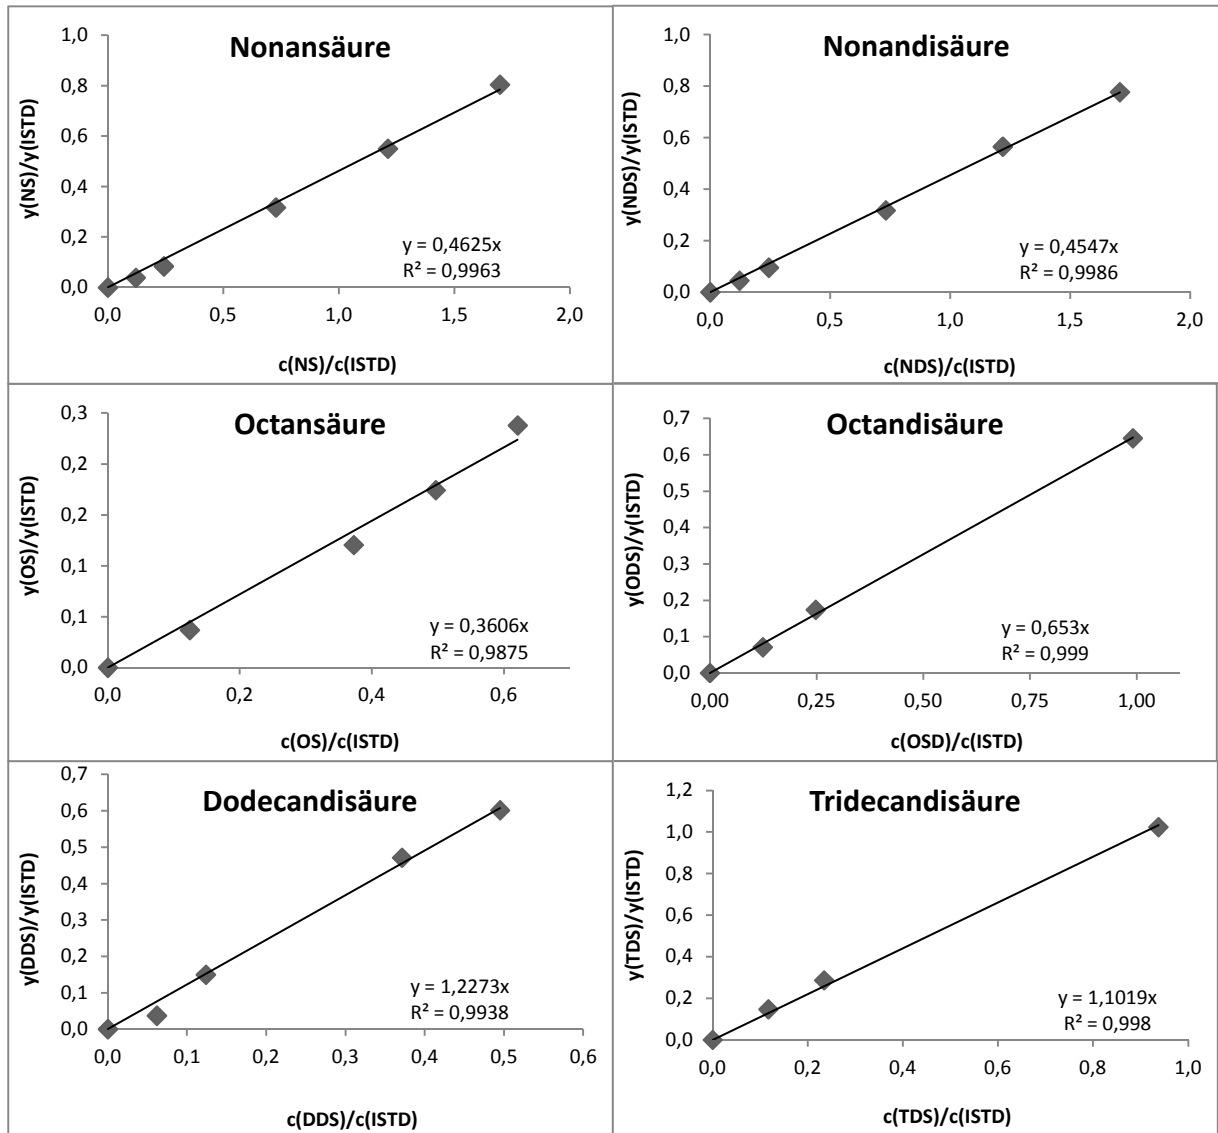 Nonansäure
y(NS)/y(ISTD)
1,0
0,8
0,6
0,4
0,2
0,0
y = 0,4625x
R² = 0,9963
0,0 0,5 1,0 1,5 2,0
c(NS)/c(ISTD)
Nonandisäure
y(NDS)/y(ISTD)
1,0
0,8
0,6
0,4
0,2
0,0
y = 0,4547x
R² = 0,9986
0,0 0,5 1,0 1,5 2,0
c(NDS)/c(ISTD)
Octansäure
y(OS)/y(ISTD)
0,3
0,2
0,2
0,1
0,1
0,0
y = 0,3606x
R² = 0,9875
0,0 0,2 0,4 0,6
c(OS)/c(ISTD)
Octandisäure
y(ODS)/y(ISTD)
0,7
0,6
0,5
0,4
0,3
0,2
0,1
0,0
y = 0,653x
R² = 0,999
0,00 0,25 0,50 0,75 1,00
c(OSD)/c(ISTD)
Dodecandisäure
y(DDS)/y(ISTD)
0,7
0,6
0,5
0,4
0,3
0,2
0,1
0,0
y = 1,2273x
R² = 0,9938
0,0 0,1 0,2 0,3 0,4 0,5 0,6
c(DDS)/c(ISTD)
Tridecandisäure
y(TDS)/y(ISTD)
1,2
1,0
0,8
0,6
0,4
0,2
0,0
y = 1,1019x
R² = 0,998
0,0 0,2 0,4 0,6 0,8 1,0
c(TDS)/c(ISTD)